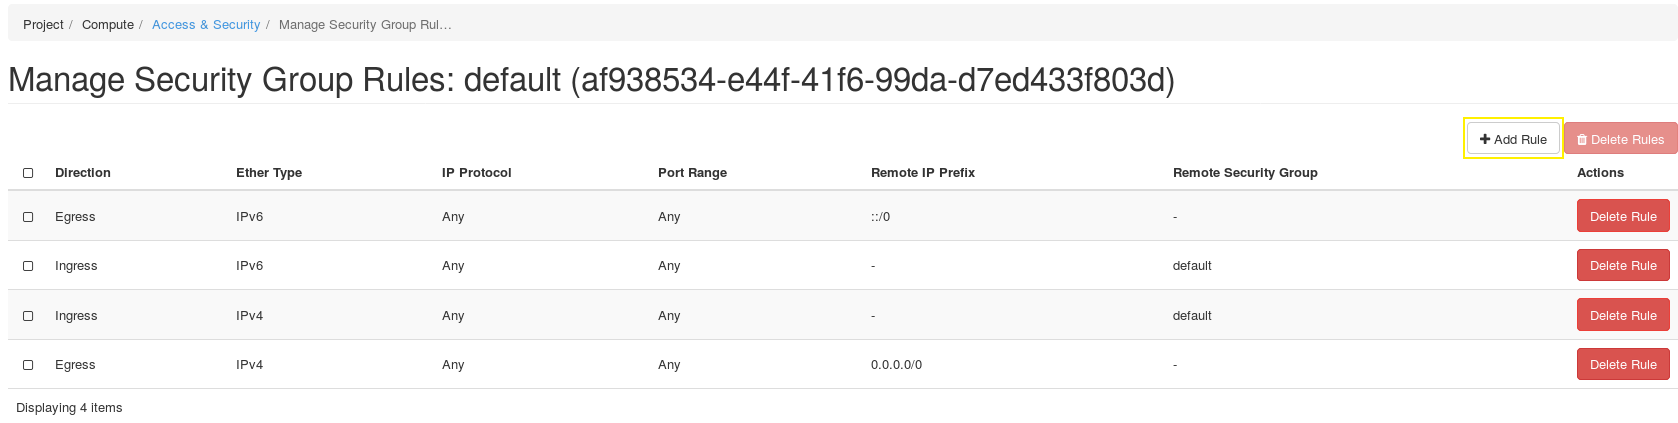 Project / Compute / Access & Security / Manage Security Group Rul…
Manage Security Group Rules: default (af938534-e44f-41f6-99da-d7ed433f803d)
Add Rule Delete Rules
Direction Ether Type IP Protocol Port Range Remote IP Prefix Remote Security Group Actions
Egress IPv6 Any Any ::/0 - Delete Rule
Ingress IPv6 Any Any - default Delete Rule
Ingress IPv4 Any Any - default Delete Rule
Egress IPv4 Any Any 0.0.0.0/0 - Delete Rule
Displaying 4 items